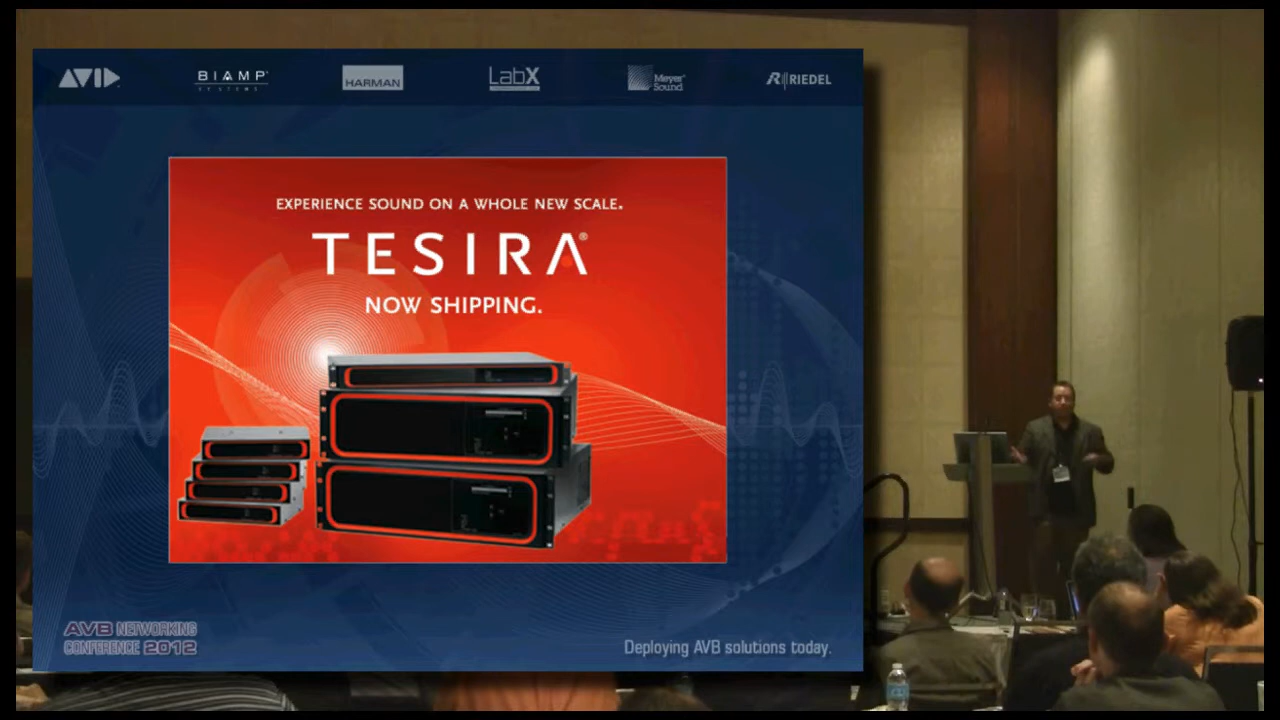 AVID
BIAMP
SYSTEMS
HARMAN
LabX
Meyer
Sound
RIEDEL
EXPERIENCE SOUND ON A WHOLE NEW SCALE.
TESIRA®
NOW SHIPPING.
AVB NETWORKING
CONFERENCE 2012
Deploying AVB solutions today.